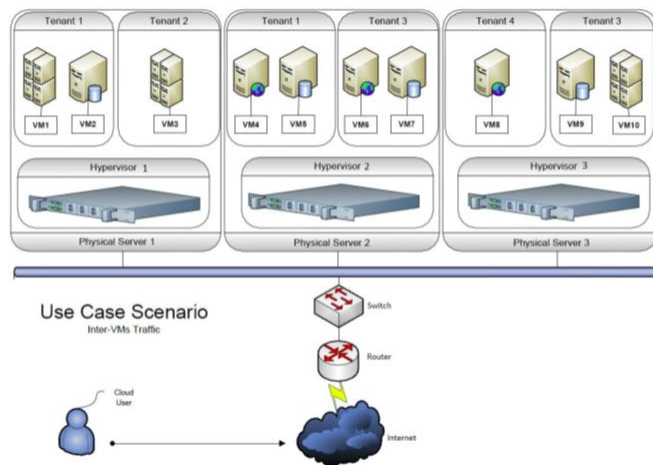 Tenant 1
Tenant 2
Tenant 1
Tenant 3
Tenant 4
Tenant 3
VM1
VM2
VM3
VM4
VM5
VM6
VM7
VM8
VM9
VM10
Hypervisor 1
Hypervisor 2
Hypervisor 3
Physical Server 1
Physical Server 2
Physical Server 3
Use Case Scenario
Inter-VMs Traffic
Switch
Router
Cloud
User
Internet